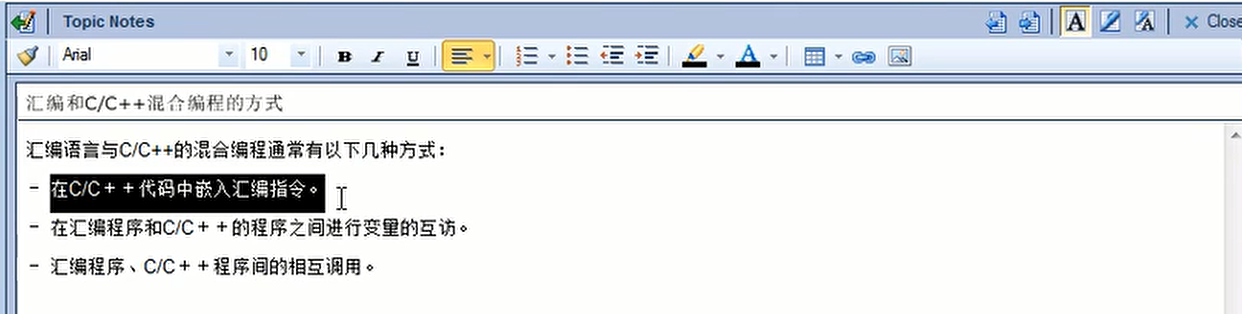 Topic Notes
Close
Arial 10 B I U
汇编和C/C++混合编程的方式
汇编语言与C/C++的混合编程通常有以下几种方式：
- 在C/C＋＋代码中嵌入汇编指令。
- 在汇编程序和C/C＋＋的程序之间进行变量的互访。
- 汇编程序、C/C＋＋程序间的相互调用。